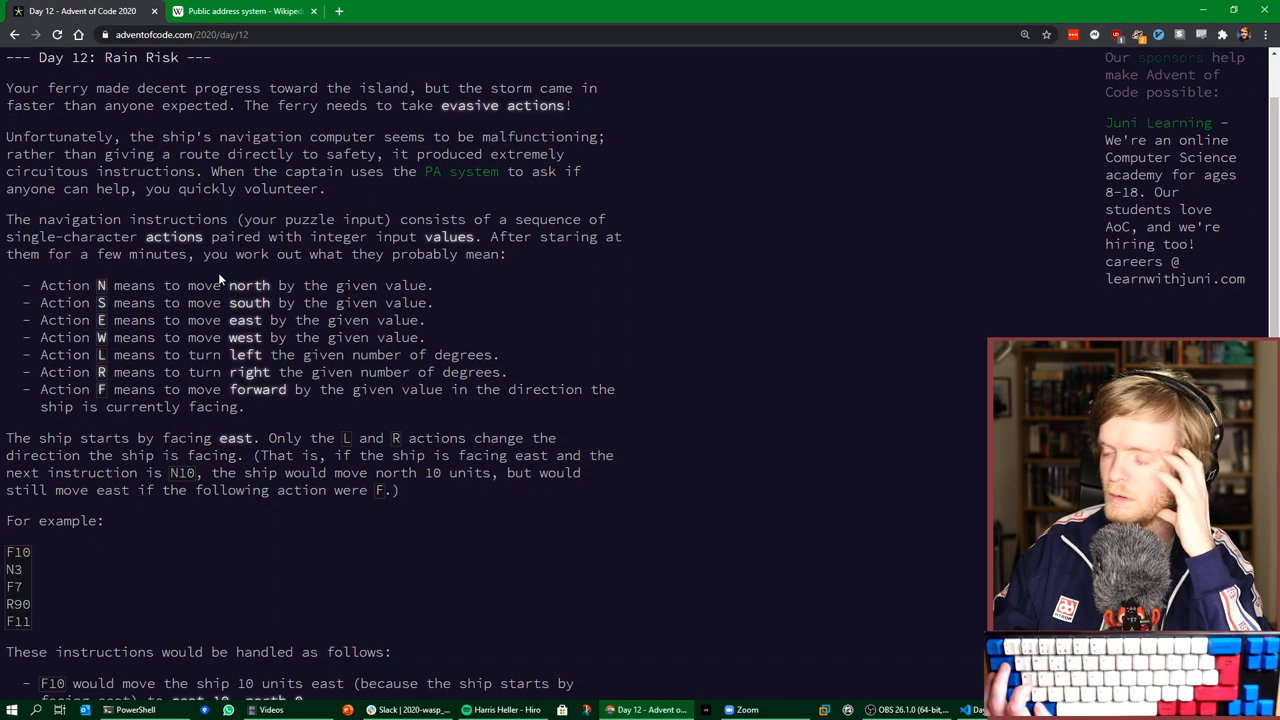 Day 12 - Advent of Code 2020
Public address system - Wikiped
adventofcode.com/2020/day/12
--- Day 12: Rain Risk ---
Your ferry made decent progress toward the island, but the storm came in
faster than anyone expected. The ferry needs to take evasive actions!
Unfortunately, the ship's navigation computer seems to be malfunctioning;
rather than giving a route directly to safety, it produced extremely
circuitous instructions. When the captain uses the PA system to ask if
anyone can help, you quickly volunteer.
The navigation instructions (your puzzle input) consists of a sequence of
single-character actions paired with integer input values. After staring at
them for a few minutes, you work out what they probably mean:
- Action N means to move north by the given value.
- Action S means to move south by the given value.
- Action E means to move east by the given value.
- Action W means to move west by the given value.
- Action L means to turn left the given number of degrees.
- Action R means to turn right the given number of degrees.
- Action F means to move forward by the given value in the direction the
ship is currently facing.
The ship starts by facing east. Only the L and R actions change the
direction the ship is facing. (That is, if the ship is facing east and the
next instruction is N10, the ship would move north 10 units, but would
still move east if the following action were F.)
For example:
F10
N3
F7
R90
F11
These instructions would be handled as follows:
- F10 would move the ship 10 units east (because the ship starts by
Our sponsors help
make Advent of
Code possible:
Juni Learning -
We're an online
Computer Science
academy for ages
8-18. Our
students love
AoC, and we're
hiring too!
careers @
learnwithjuni.com
PowerShell
Videos
Slack | 2020-wasp_...
Harris Heller - Hiro
Day 12 - Advent o...
Zoom
OBS 26.1.0 (64-bit,...